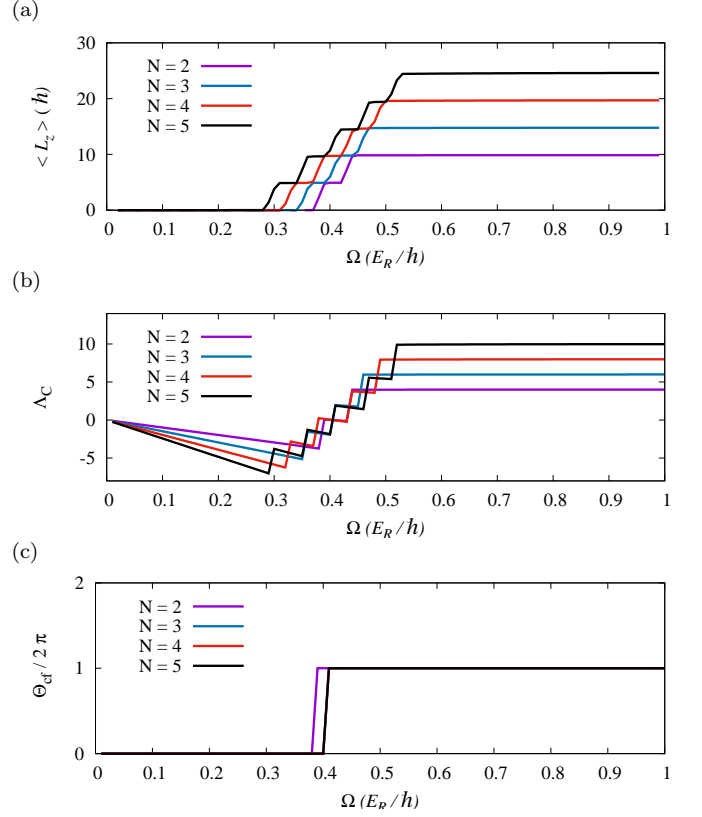 (a)
30
20
10
0
< L_z > (ħ)
N = 2
N = 3
N = 4
N = 5
0 0.1 0.2 0.3 0.4 0.5 0.6 0.7 0.8 0.9 1
Ω (E_R / ħ)
(b)
10
5
0
-5
Λ_C
N = 2
N = 3
N = 4
N = 5
0 0.1 0.2 0.3 0.4 0.5 0.6 0.7 0.8 0.9 1
Ω (E_R / ħ)
(c)
2
1
0
Θ_cf / 2 π
N = 2
N = 3
N = 4
N = 5
0 0.1 0.2 0.3 0.4 0.5 0.6 0.7 0.8 0.9 1
Ω (E_R / ħ)